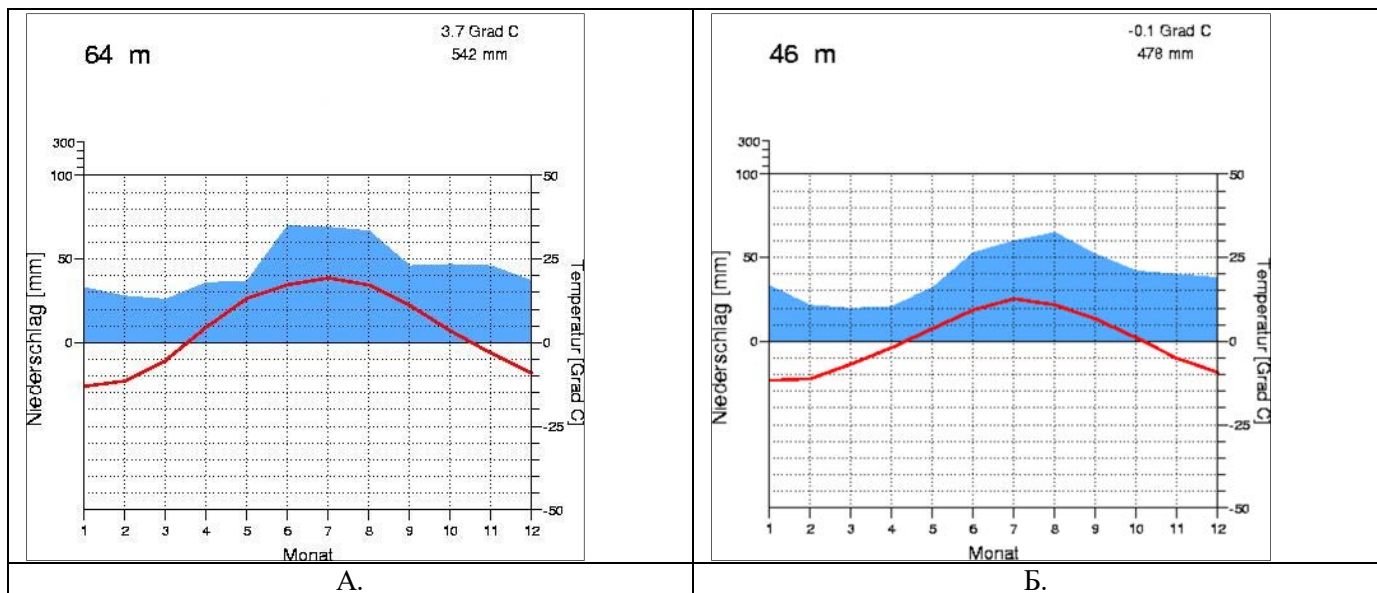 64 m
3.7 Grad C
542 mm
300
100
50
0
Niederschlag [mm]
50
25
0
-25
-50
Temperatur [Grad C]
1 2 3 4 5 6 7 8 9 10 11 12
Monat
А.
46 m
-0.1 Grad C
478 mm
300
100
50
0
Niederschlag [mm]
50
25
0
-25
-50
Temperatur [Grad C]
1 2 3 4 5 6 7 8 9 10 11 12
Monat
Б.